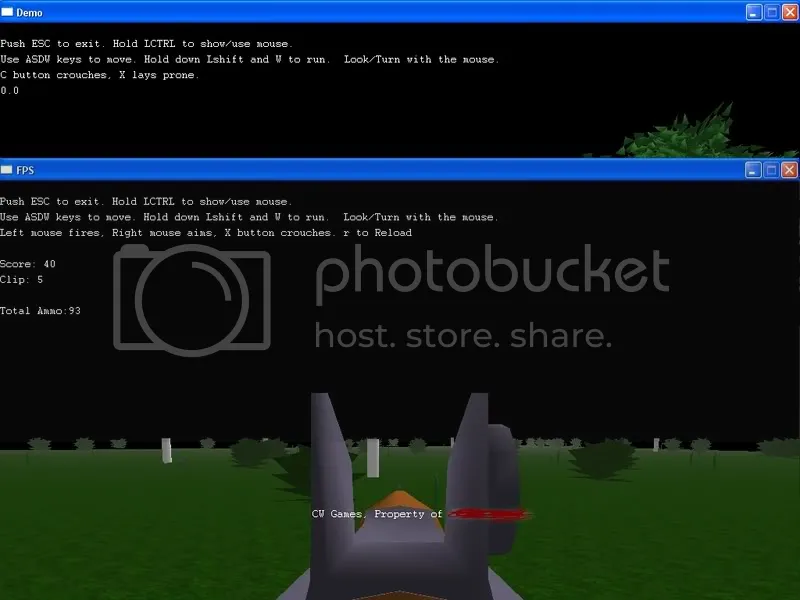 Demo
Push ESC to exit. Hold LCTRL to show/use mouse.
Use ASDW keys to move. Hold down Lshift and W to run.  Look/Turn with the mouse.
C button crouches, X lays prone.
0.0
FPS
Push ESC to exit. Hold LCTRL to show/use mouse.
Use ASDW keys to move. Hold down Lshift and W to run.  Look/Turn with the mouse.
Left mouse fires, Right mouse aims, X button crouches. r to Reload
Score: 40
Clip: 5
Total Ammo:93
photobucket
host. store. share.
CW Games. Property of